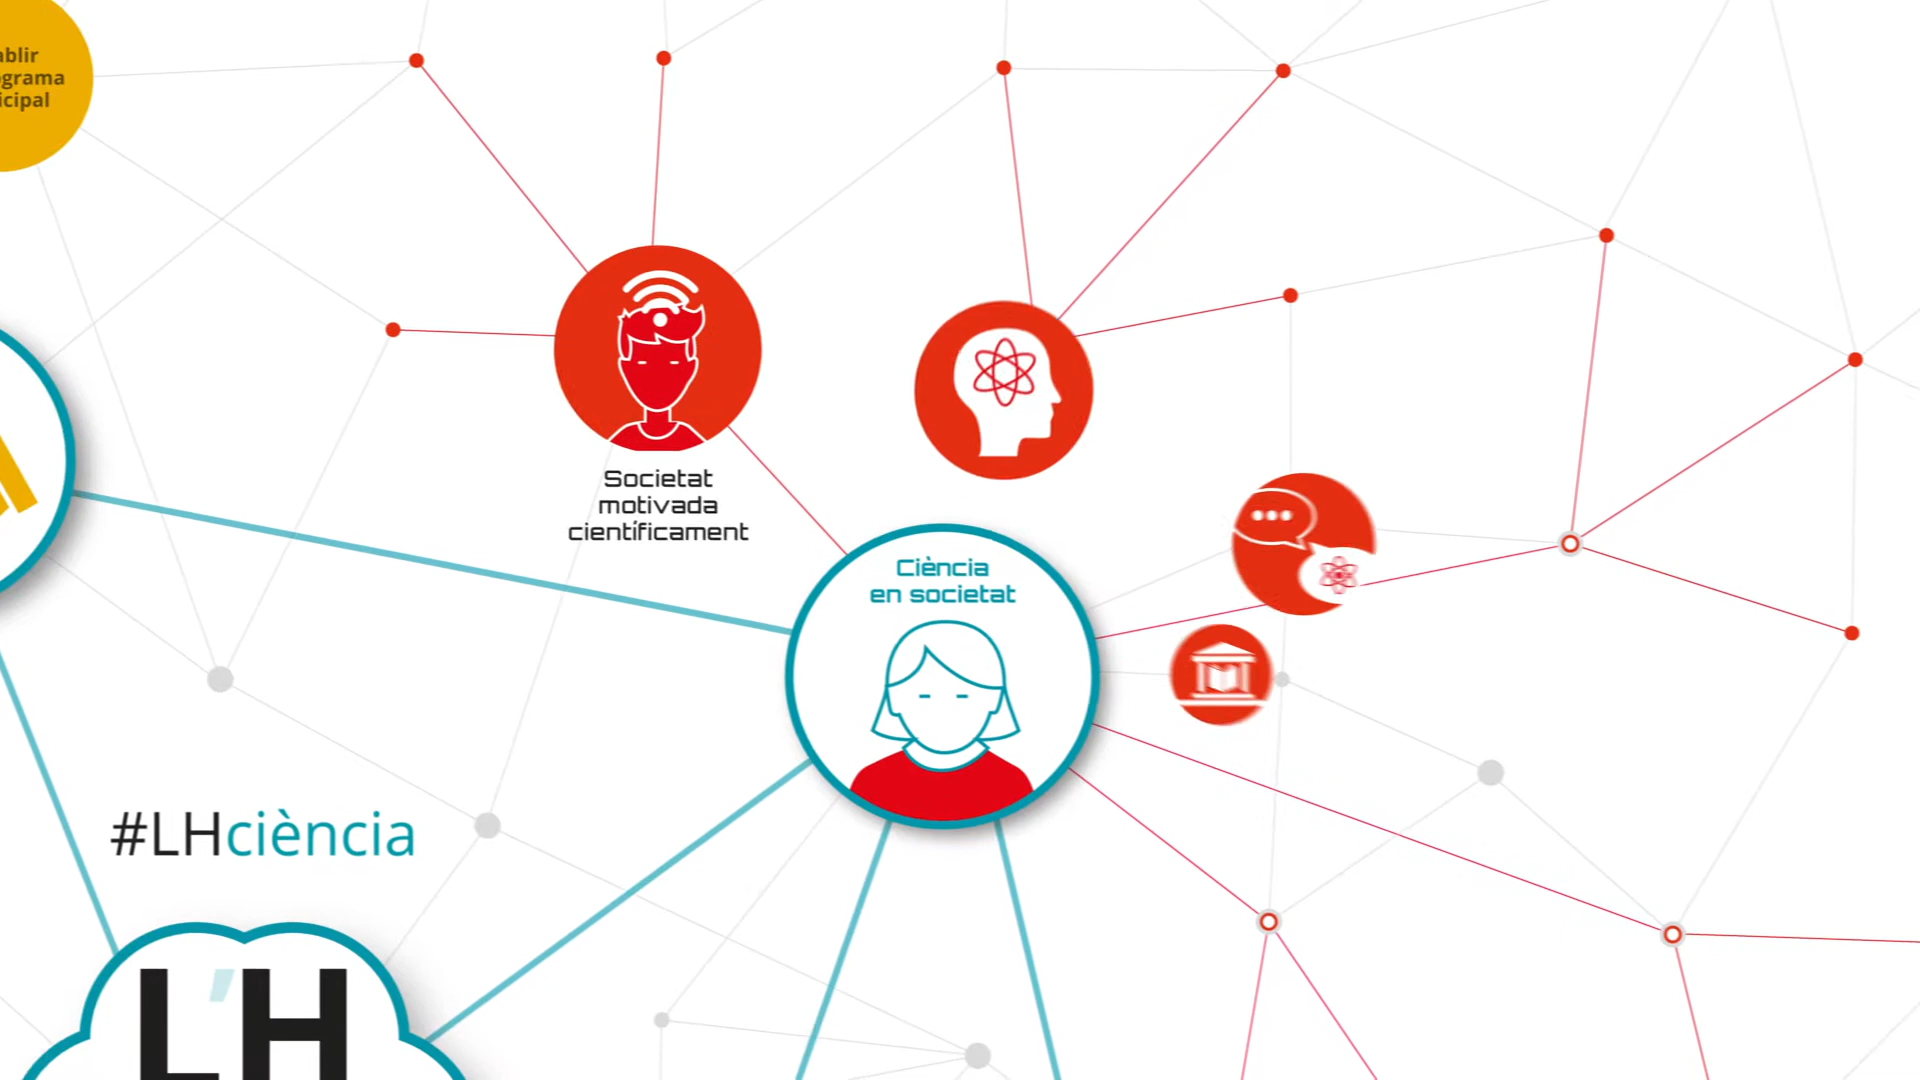 Societat
motivada
científicament
Ciència
en societat
#LHciència
L'H